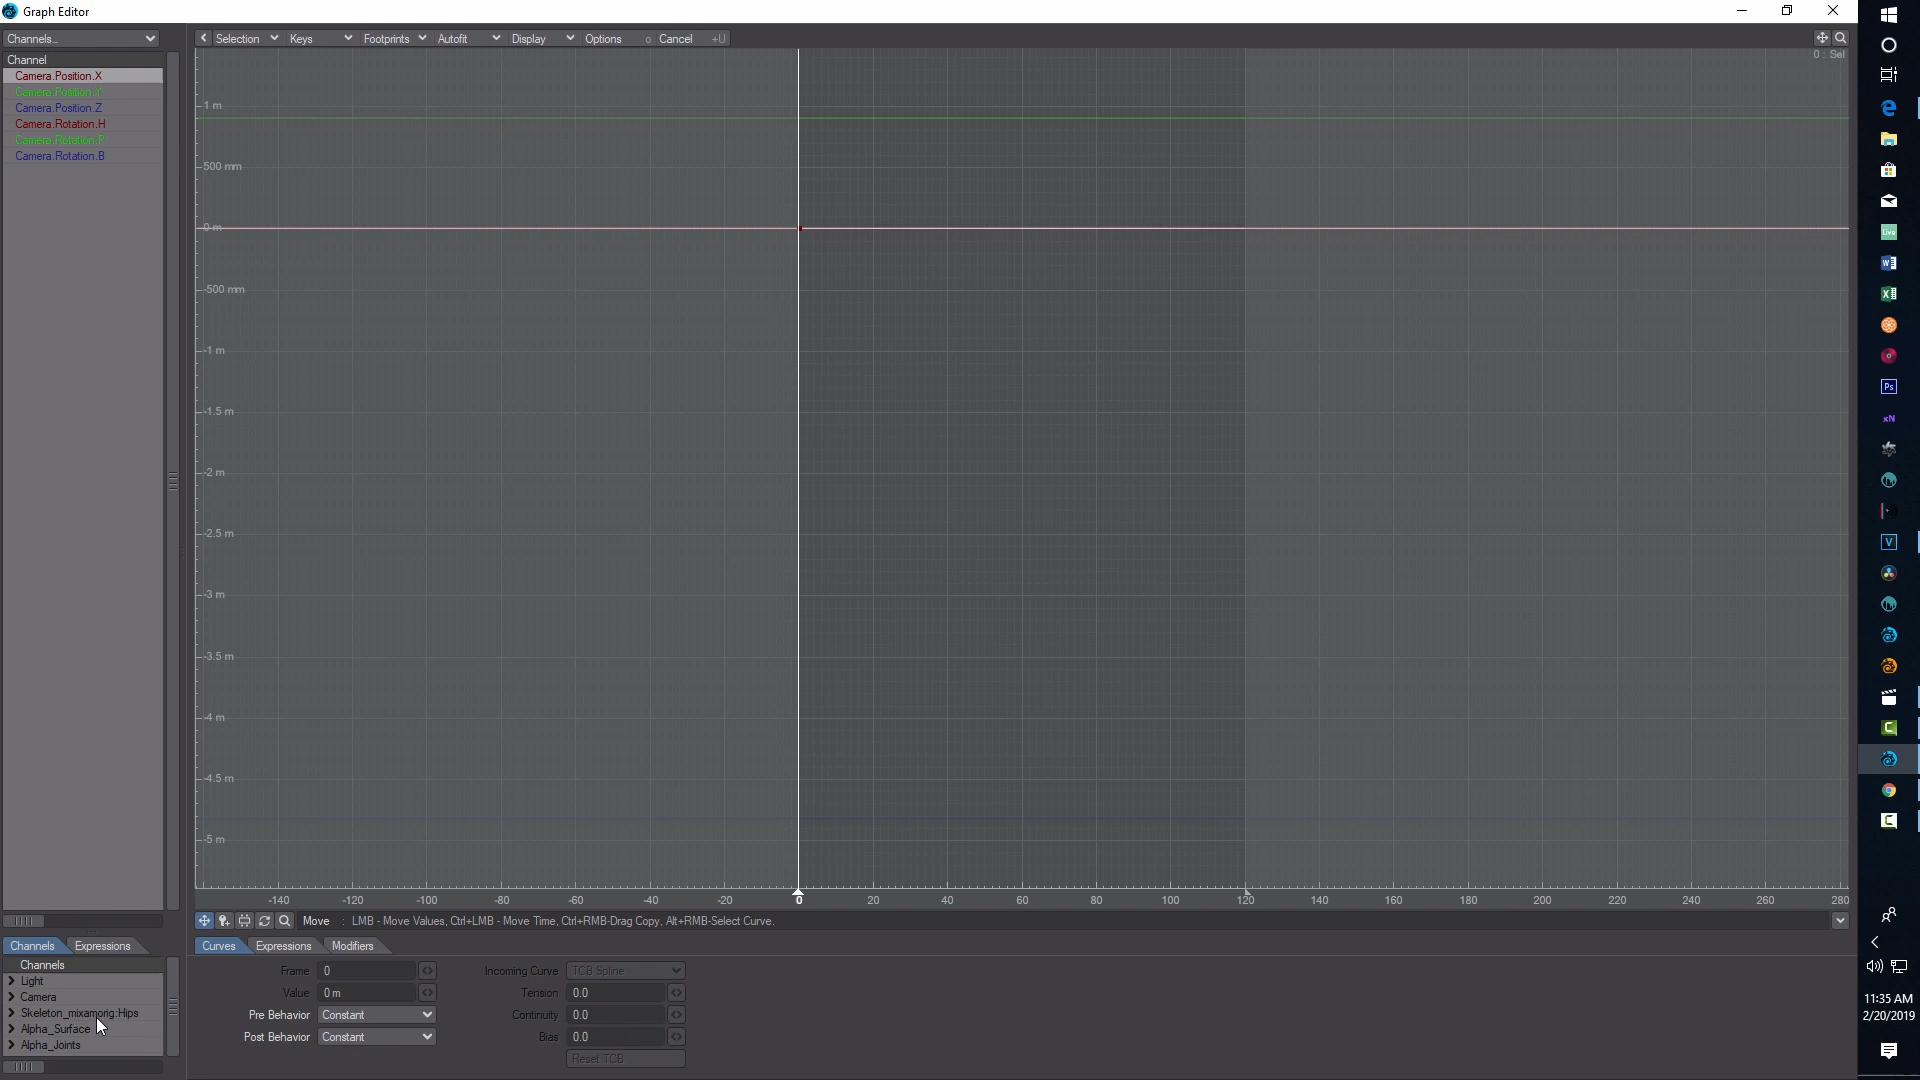 Graph Editor
Channels...
Selection Keys Footprints Autofit Display Options o Cancel +U
0 : Sel
Channel
Camera.Position.X
Camera.Position.Y
Camera.Position.Z
Camera.Rotation.H
Camera.Rotation.P
Camera.Rotation.B
1 m
500 mm
0 m
-500 mm
-1 m
-1.5 m
-2 m
-2.5 m
-3 m
-3.5 m
-4 m
-4.5 m
-5 m
-140 -120 -100 -80 -60 -40 -20 0 20 40 60 80 100 120 140 160 180 200 220 240 260 280
Move : LMB - Move Values, Ctrl+LMB - Move Time, Ctrl+RMB-Drag Copy, Alt+RMB-Select Curve.
Channels Expressions
Channels
Light
Camera
Skeleton_mixamorig:Hips
Alpha_Surface
Alpha_Joints
Curves Expressions Modifiers
Frame 0
Value 0 m
Pre Behavior Constant
Post Behavior Constant
Incoming Curve TCB Spline
Tension 0.0
Continuity 0.0
Bias 0.0
Reset TCB
Live
W
X
Ps
xN
V
C
C
11:35 AM
2/20/2019